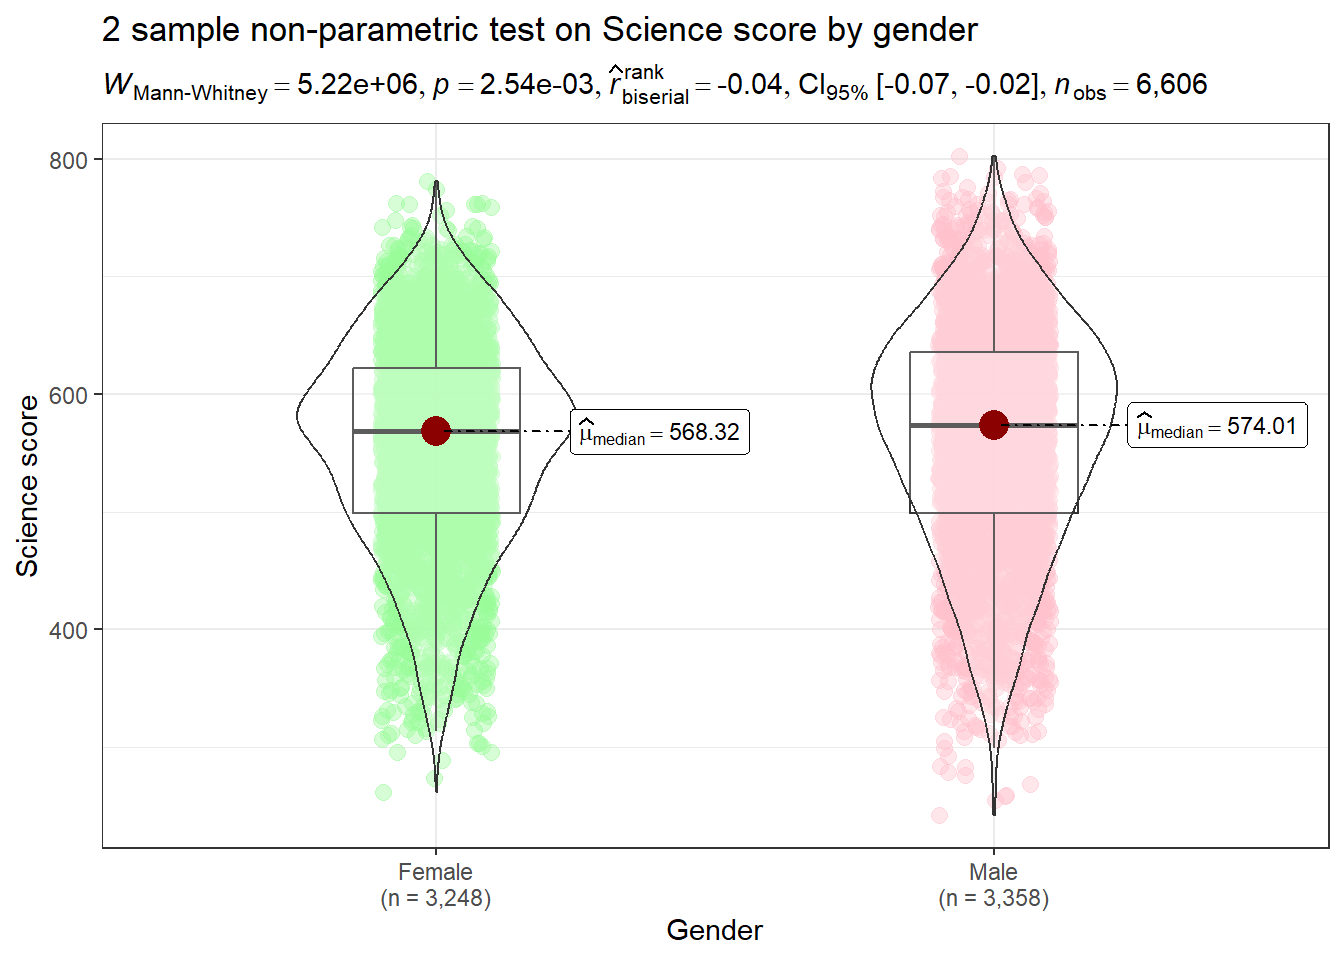 2 sample non-parametric test on Science score by gender
W Mann-Whitney = 5.22e+06, p = 2.54e-03, r̂ rank biserial = -0.04, CI95% [-0.07, -0.02], n obs = 6,606
800
600
400
Science score
μ̂ median = 568.32
μ̂ median = 574.01
Female
(n = 3,248)
Male
(n = 3,358)
Gender